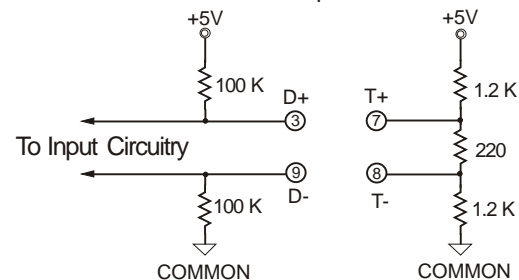 +5V +5V
100 K 1.2 K
D+ T+
3 7
To Input Circuitry 220
9 8
D- T-
100 K 1.2 K
COMMON COMMON